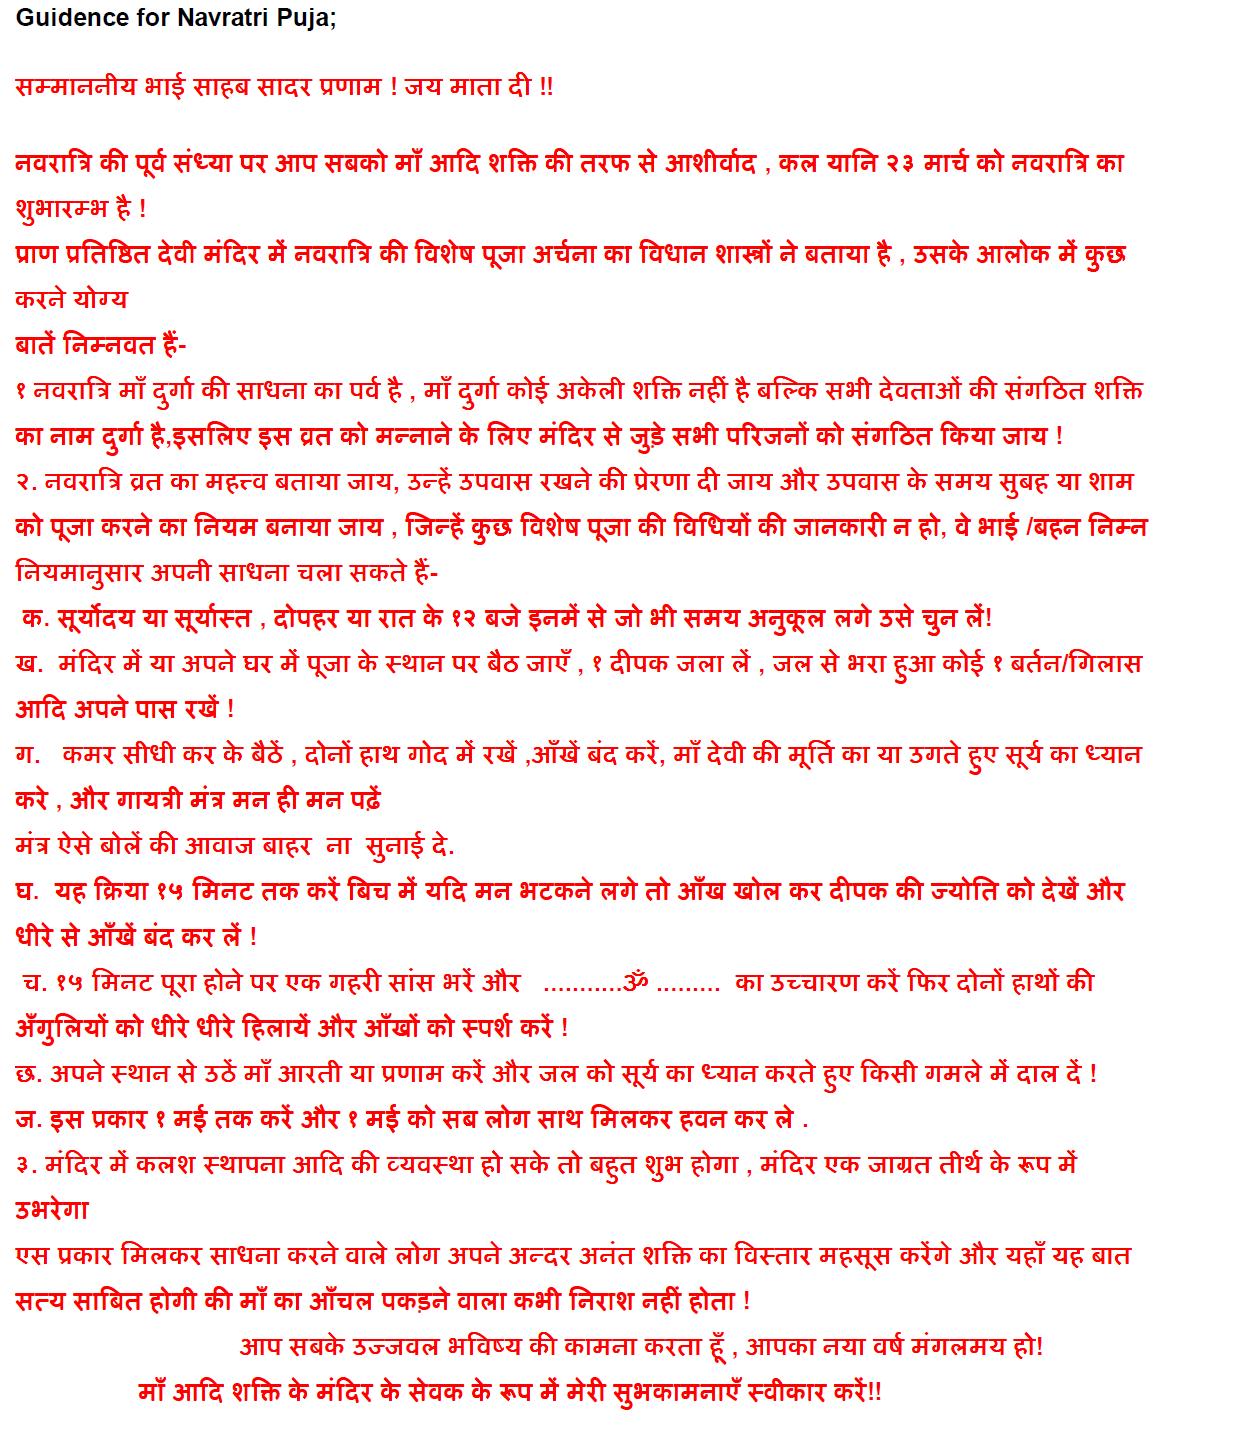 Guidence for Navratri Puja;
सम्माननीय भाई साहब सादर प्रणाम ! जय माता दी !!
नवरात्रि की पूर्व संध्या पर आप सबको माँ आदि शक्ति की तरफ से आशीर्वाद , कल यानि २३ मार्च को नवरात्रि का
शुभारम्भ है !
प्राण प्रतिष्ठित देवी मंदिर में नवरात्रि की विशेष पूजा अर्चना का विधान शास्त्रों ने बताया है , उसके आलोक में कुछ
करने योग्य
बातें निम्नवत हैं-
१ नवरात्रि माँ दुर्गा की साधना का पर्व है , माँ दुर्गा कोई अकेली शक्ति नहीं है बल्कि सभी देवताओं की संगठित शक्ति
का नाम दुर्गा है,इसलिए इस व्रत को मन्नाने के लिए मंदिर से जुड़े सभी परिजनों को संगठित किया जाय !
२. नवरात्रि व्रत का महत्त्व बताया जाय, उन्हें उपवास रखने की प्रेरणा दी जाय और उपवास के समय सुबह या शाम
को पूजा करने का नियम बनाया जाय , जिन्हें कुछ विशेष पूजा की विधियों की जानकारी न हो, वे भाई /बहन निम्न
नियमानुसार अपनी साधना चला सकते हैं-
क. सूर्योदय या सूर्यास्त , दोपहर या रात के १२ बजे इनमें से जो भी समय अनुकूल लगे उसे चुन लें!
ख.  मंदिर में या अपने घर में पूजा के स्थान पर बैठ जाएँ , १ दीपक जला लें , जल से भरा हुआ कोई १ बर्तन/गिलास
आदि अपने पास रखें !
ग.   कमर सीधी कर के बैठें , दोनों हाथ गोद में रखें ,आँखें बंद करें, माँ देवी की मूर्ति का या उगते हुए सूर्य का ध्यान
करे , और गायत्री मंत्र मन ही मन पढ़ें
मंत्र ऐसे बोलें की आवाज बाहर  ना  सुनाई दे.
घ.  यह क्रिया १५ मिनट तक करें बिच में यदि मन भटकने लगे तो आँख खोल कर दीपक की ज्योति को देखें और
धीरे से आँखें बंद कर लें !
च. १५ मिनट पूरा होने पर एक गहरी सांस भरें और   ...........ॐ .........  का उच्चारण करें फिर दोनों हाथों की
अँगुलियों को धीरे धीरे हिलायें और आँखों को स्पर्श करें !
छ. अपने स्थान से उठें माँ आरती या प्रणाम करें और जल को सूर्य का ध्यान करते हुए किसी गमले में दाल दें !
ज. इस प्रकार १ मई तक करें और १ मई को सब लोग साथ मिलकर हवन कर ले .
३. मंदिर में कलश स्थापना आदि की व्यवस्था हो सके तो बहुत शुभ होगा , मंदिर एक जाग्रत तीर्थ के रूप में
उभरेगा
एस प्रकार मिलकर साधना करने वाले लोग अपने अन्दर अनंत शक्ति का विस्तार महसूस करेंगे और यहाँ यह बात
सत्य साबित होगी की माँ का आँचल पकड़ने वाला कभी निराश नहीं होता !
आप सबके उज्जवल भविष्य की कामना करता हूँ , आपका नया वर्ष मंगलमय हो!
माँ आदि शक्ति के मंदिर के सेवक के रूप में मेरी सुभकामनाएँ स्वीकार करें!!